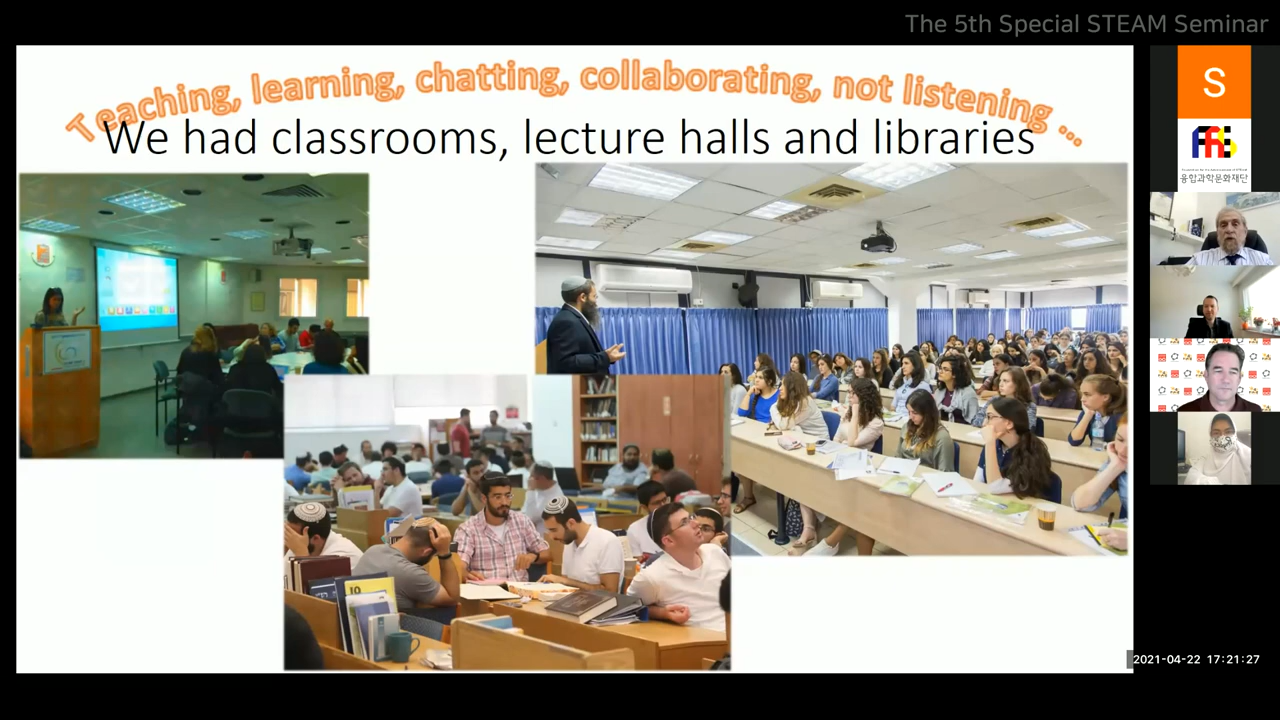 The 5th Special STEAM Seminar
Teaching, learning, chatting, collaborating, not listening ...
We had classrooms, lecture halls and libraries
S
융합과학문화재단
2021-04-22 17:21:27